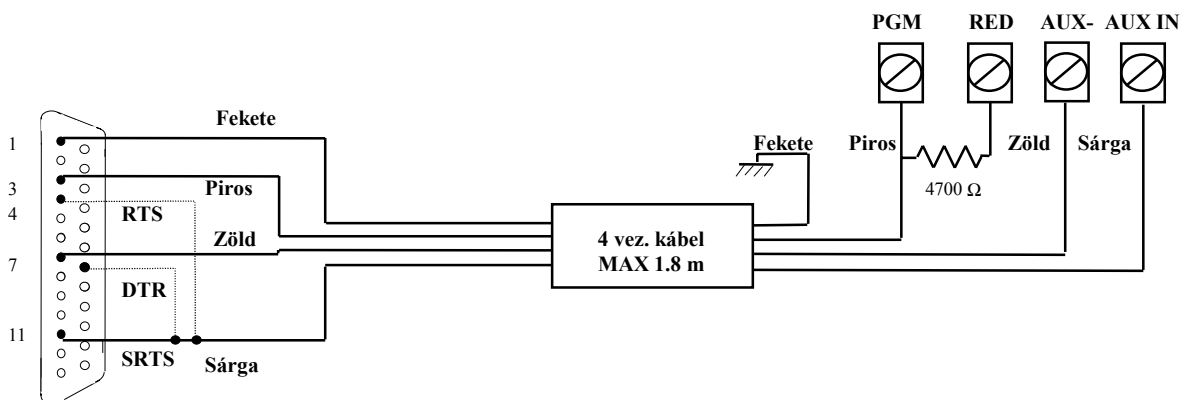 PGM RED AUX- AUX IN
Fekete
1
Fekete Piros Zöld Sárga
3 Piros
4700 Ω
4 RTS
Zöld
4 vez. kábel
MAX 1.8 m
7
DTR
11
SRTS Sárga